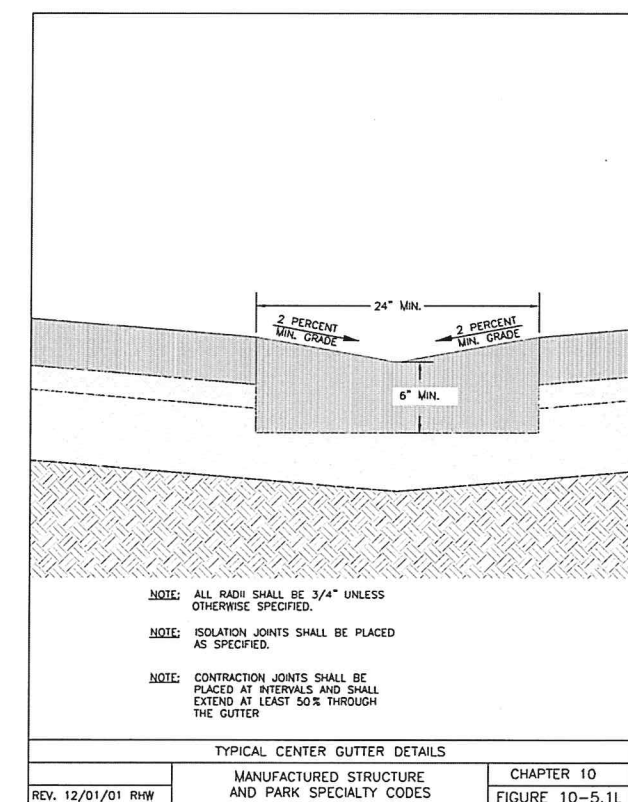 24" MIN.
2 PERCENT
MIN. GRADE
2 PERCENT
MIN. GRADE
6" MIN.
NOTE: ALL RADII SHALL BE 3/4" UNLESS
OTHERWISE SPECIFIED.
NOTE: ISOLATION JOINTS SHALL BE PLACED
AS SPECIFIED.
NOTE: CONTRACTION JOINTS SHALL BE
PLACED AT INTERVALS AND SHALL
EXTEND AT LEAST 50% THROUGH
THE GUTTER
TYPICAL CENTER GUTTER DETAILS
MANUFACTURED STRUCTURE
AND PARK SPECIALTY CODES
CHAPTER 10
REV. 12/01/01 RHW
FIGURE 10-5.1L